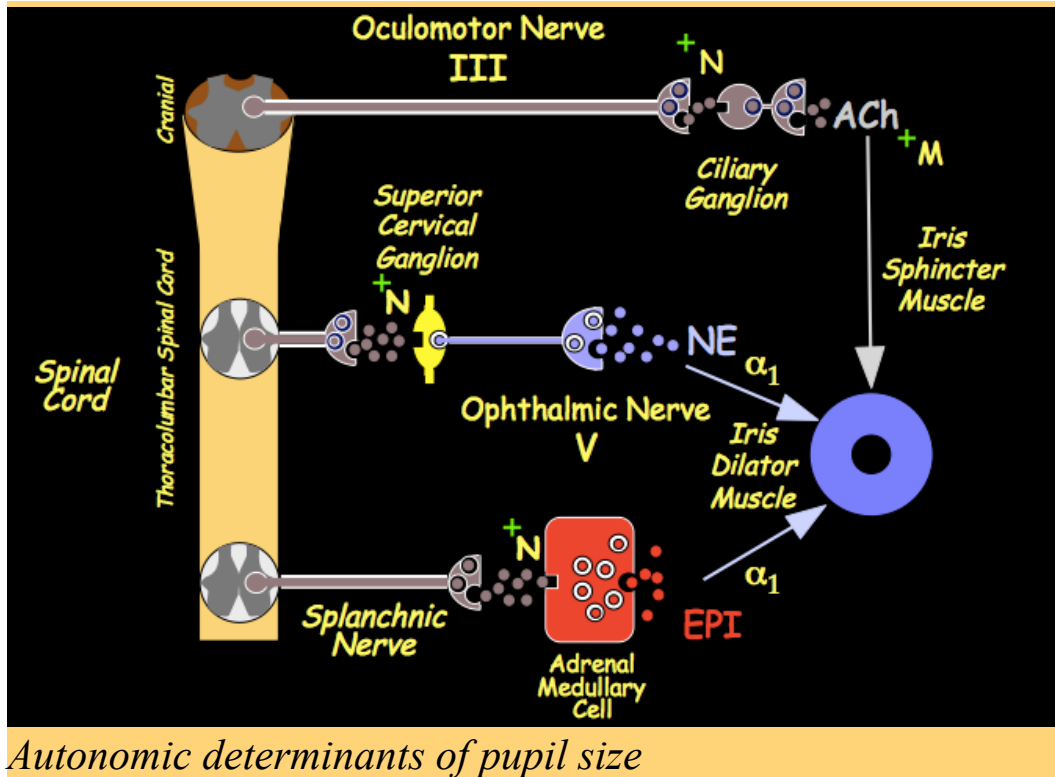 Oculomotor Nerve
III
+
N
Cranial
ACh
+
M
Ciliary
Ganglion
Superior
Cervical
Ganglion
+
N
Iris
Sphincter
Muscle
Thoracolumbar Spinal Cord
NE
α1
Spinal
Cord
Ophthalmic Nerve
V
Iris
Dilator
Muscle
+
N
α1
Splanchnic
Nerve
EPI
Adrenal
Medullary
Cell
Autonomic determinants of pupil size